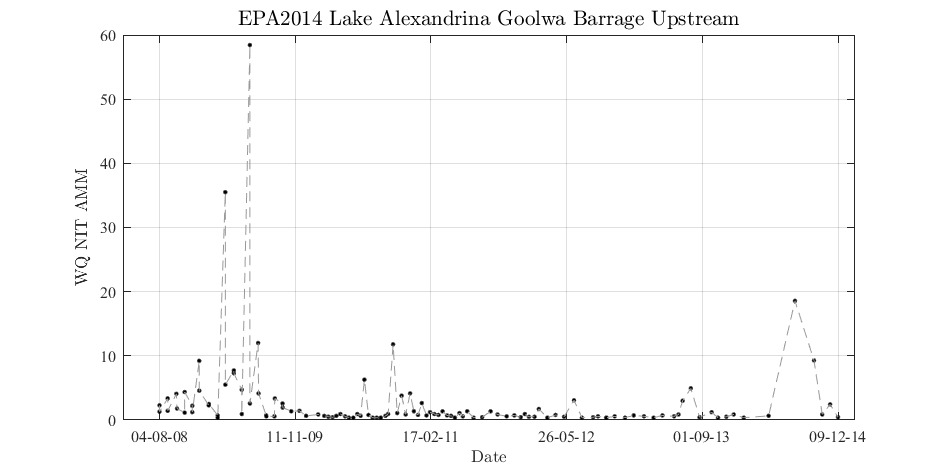 EPA2014 Lake Alexandrina Goolwa Barrage Upstream
60
50
40
30
20
10
0
WQ NIT AMM
04-08-08 11-11-09 17-02-11 26-05-12 01-09-13 09-12-14
Date